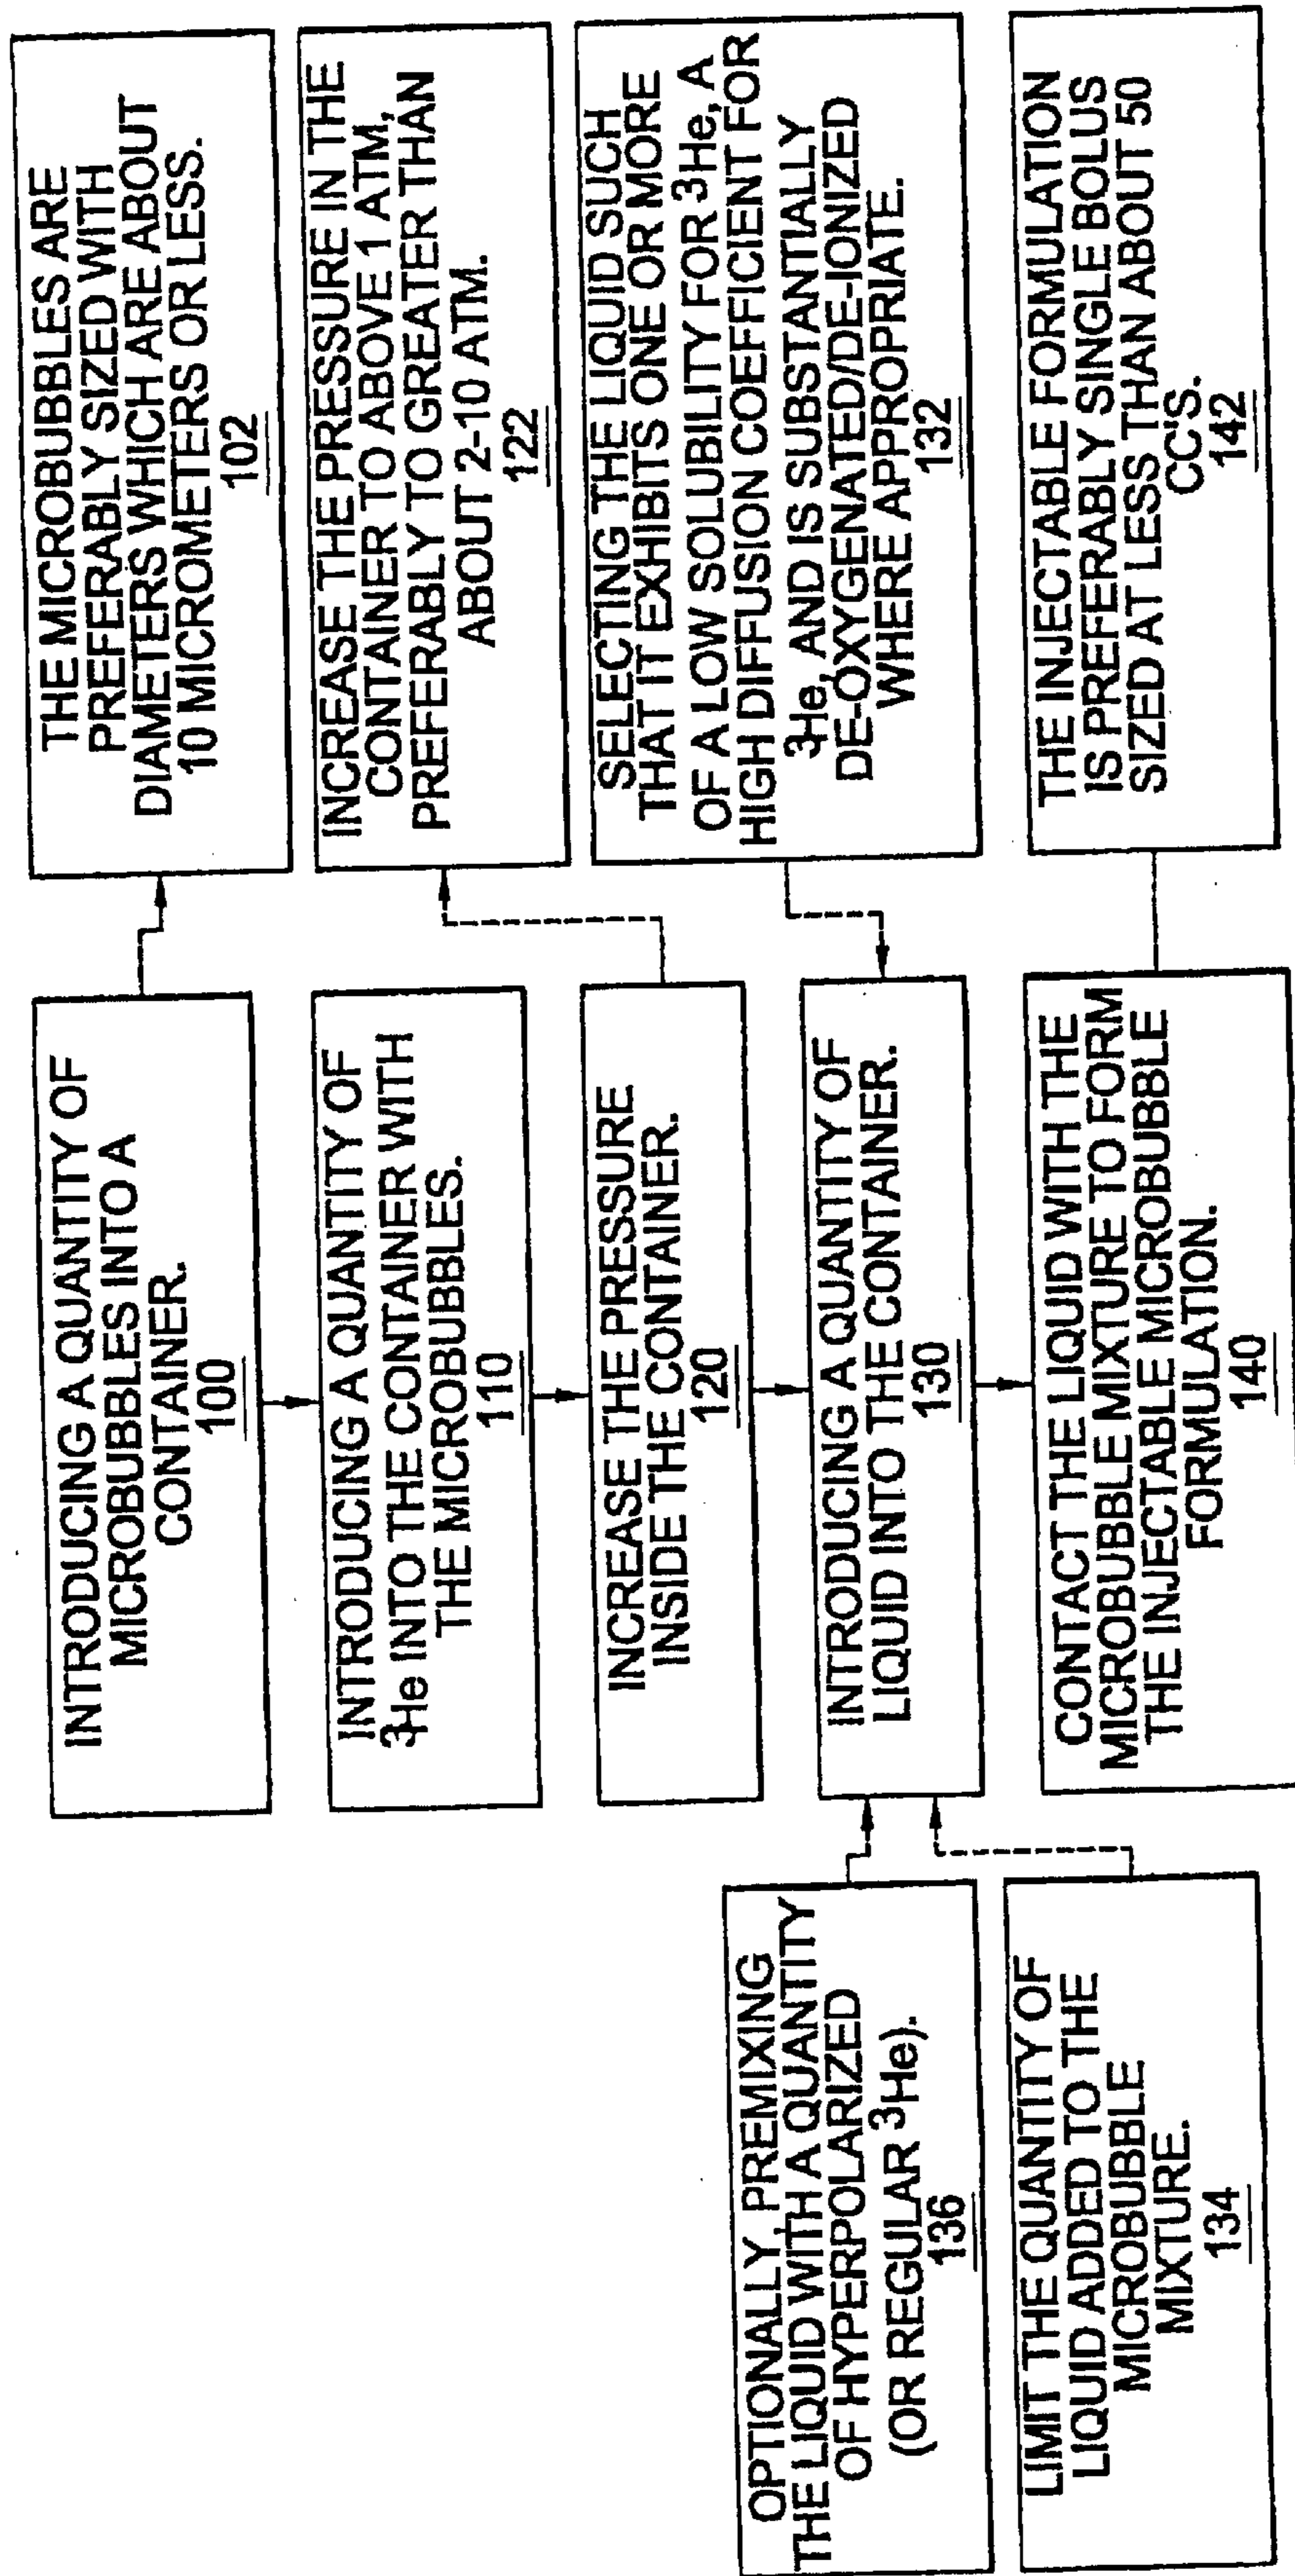 INTRODUCING A QUANTITY OF
MICROBUBBLES INTO A
CONTAINER.
100
THE MICROBUBBLES ARE
PREFERABLY SIZED WITH
DIAMETERS WHICH ARE ABOUT
10 MICROMETERS OR LESS.
102
INTRODUCING A QUANTITY OF
³He INTO THE CONTAINER WITH
THE MICROBUBBLES.
110
INCREASE THE PRESSURE IN THE
CONTAINER TO ABOVE 1 ATM,
PREFERABLY TO GREATER THAN
ABOUT 2-10 ATM.
122
INCREASE THE PRESSURE
INSIDE THE CONTAINER.
120
SELECTING THE LIQUID SUCH
THAT IT EXHIBITS ONE OR MORE
OF A LOW SOLUBILITY FOR ³He, A
HIGH DIFFUSION COEFFICIENT FOR
³He, AND IS SUBSTANTIALLY
DE-OXYGENATED/DE-IONIZED
WHERE APPROPRIATE.
132
OPTIONALLY, PREMIXING
THE LIQUID WITH A QUANTITY
OF HYPERPOLARIZED
(OR REGULAR ³He).
136
INTRODUCING A QUANTITY OF
LIQUID INTO THE CONTAINER.
130
LIMIT THE QUANTITY OF
LIQUID ADDED TO THE
MICROBUBBLE
MIXTURE.
134
CONTACT THE LIQUID WITH THE
MICROBUBBLE MIXTURE TO FORM
THE INJECTABLE MICROBUBBLE
FORMULATION.
140
THE INJECTABLE FORMULATION
IS PREFERABLY SINGLE BOLUS
SIZED AT LESS THAN ABOUT 50
CC'S.
142